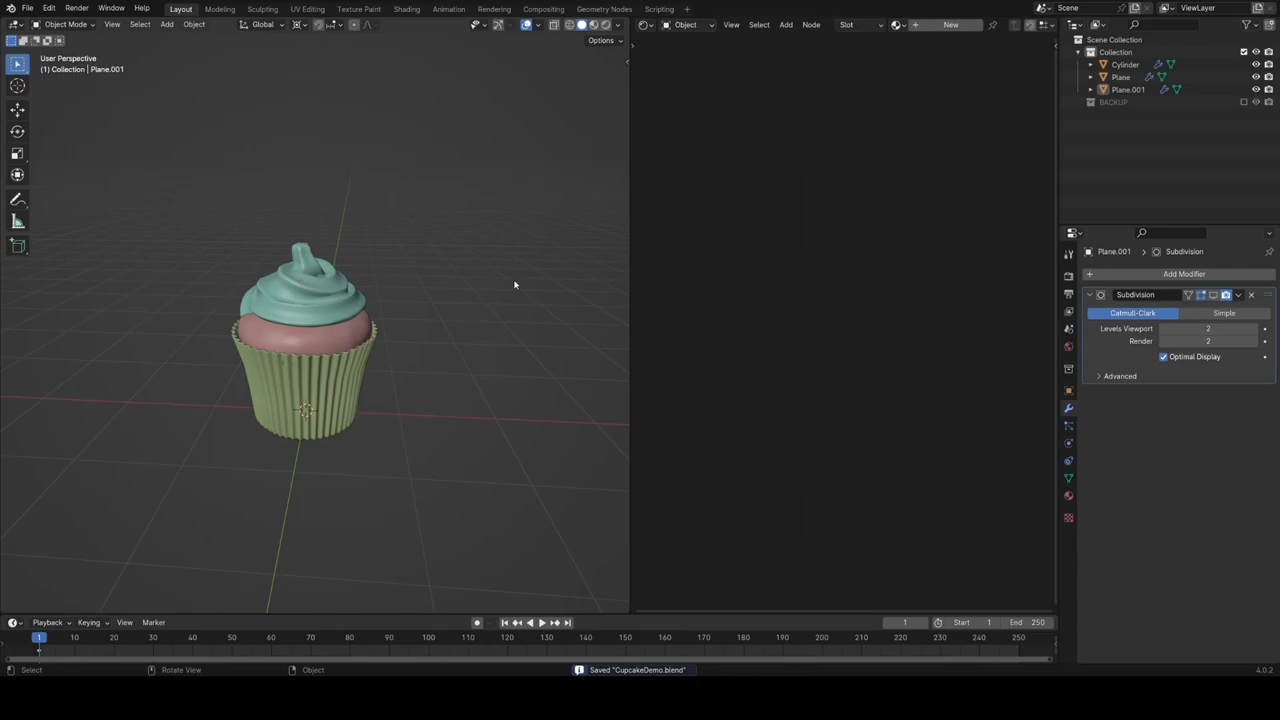 File Edit Render Window Help Layout Modeling Sculpting UV Editing Texture Paint Shading Animation Rendering Compositing Geometry Nodes Scripting + Scene ViewLayer
Object Mode View Select Add Object Global Object View Select Add Node Slot New
Options
User Perspective
(1) Collection | Plane.001
Scene Collection
Collection
Cylinder
Plane
Plane.001
BACKUP
Plane.001 > Subdivision
+ Add Modifier
Subdivision
Catmull-Clark Simple
Levels Viewport 2
Render 2
Optimal Display
Advanced
Playback Keying View Marker 1 Start 1 End 250
1 10 20 30 40 50 60 70 80 90 100 110 120 130 140 150 160 170 180 190 200 210 220 230 240 250
Select Rotate View Object Saved "CupcakeDemo.blend" 4.0.2